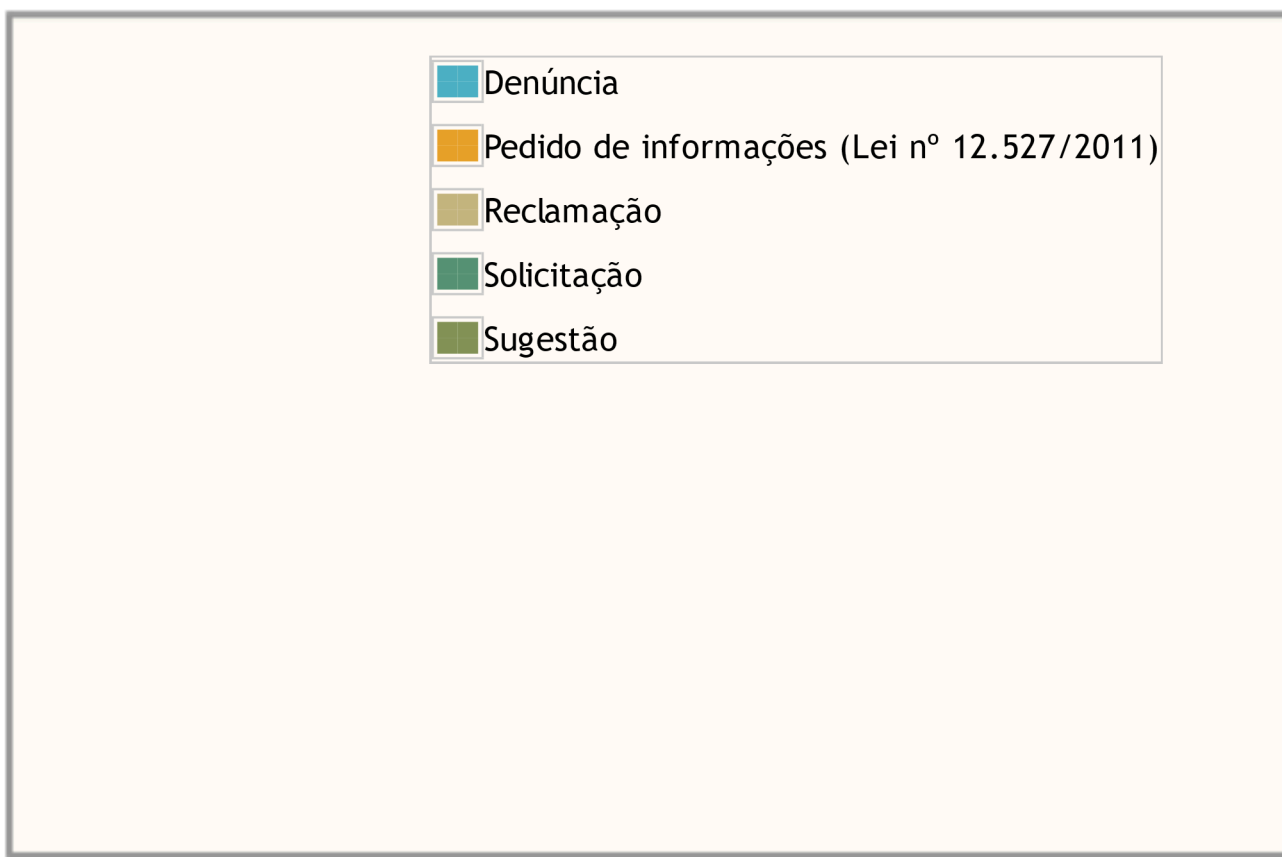 Denúncia
Pedido de informações (Lei nº 12.527/2011)
Reclamação
Solicitação
Sugestão